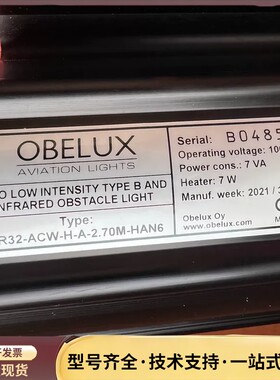 OBELUX
AVIATION LIGHTS
O LOW INTENSITY TYPE B AND
NFRARED OBSTACLE LIGHT
Type:
R32-ACW-H-A-2.70M-HAN6
Serial: B048
Operating voltage: 10
Power cons.: 7 VA
Heater: 7 W
Manuf. week: 2021 /
Obelux Oy
www.obelux.com
开发票
现货
型号齐全·技术支持·一站式